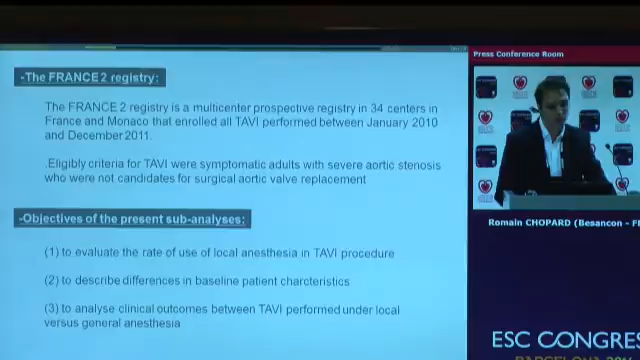 -The FRANCE 2 registry:
The FRANCE 2 registry is a multicenter prospective registry in 34 centers in
France and Monaco that enrolled all TAVI performed between January 2010
and December 2011.
.Eligibly criteria for TAVI were symptomatic adults with severe aortic stenosis
who were not candidates for surgical aortic valve replacement
-Objectives of the present sub-analyses:
(1) to evaluate the rate of use of local anesthesia in TAVI procedure
(2) to describe differences in baseline patient charcteristics
(3) to analyse clinical outcomes between TAVI performed under local
versus general anesthesia
Press Conference Room
Romain CHOPARD (Besancon - F
ESC CONGRES
BARCELONA